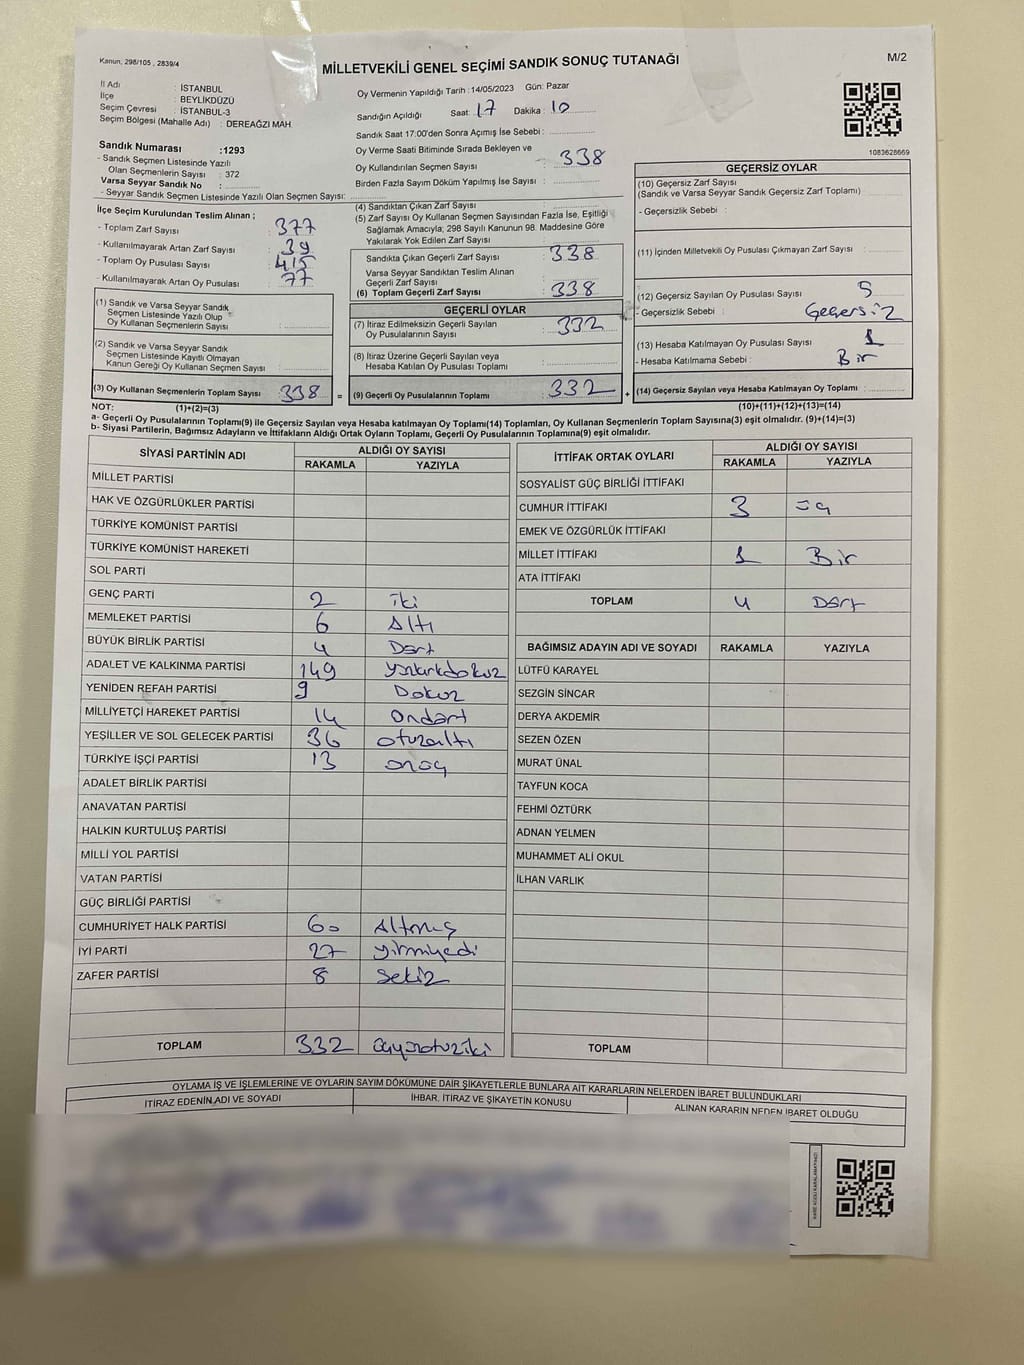 Kanun, 298/105 , 2839/4
MİLLETVEKİLİ GENEL SEÇİMİ SANDIK SONUÇ TUTANAĞI
M/2
İl Adı : İSTANBUL
İlçe : BEYLİKDÜZÜ
Seçim Çevresi : İSTANBUL-3
Seçim Bölgesi (Mahalle Adı) : DEREAĞZI MAH.
Oy Vermenin Yapıldığı Tarih : 14/05/2023 Gün: Pazar
Sandığın Açıldığı Saat: 17 Dakika : 10
Sandık Saat 17:00'den Sonra Açımış İse Sebebi :
Sandık Numarası :1293
- Sandık Seçmen Listesinde Yazılı
Olan Seçmenlerin Sayısı : 372
Varsa Seyyar Sandık No :
- Seyyar Sandık Seçmen Listesinde Yazılı Olan Seçmen Sayısı:
Oy Verme Saati Bitiminde Sırada Bekleyen ve
Oy Kullandırılan Seçmen Sayısı : 338
Birden Fazla Sayım Döküm Yapılmış İse Sayısı :
1083628669
İlçe Seçim Kurulundan Teslim Alınan ;
- Toplam Zarf Sayısı : 377
- Kullanılmayarak Artan Zarf Sayısı : 39
- Toplam Oy Pusulası Sayısı : 415
- Kullanılmayarak Artan Oy Pusulası : 77
(4) Sandıktan Çıkan Zarf Sayısı :
(5) Zarf Sayısı Oy Kullanan Seçmen Sayısından Fazla İse, Eşitliği
Sağlamak Amacıyla; 298 Sayılı Kanunun 98. Maddesine Göre
Yakılarak Yok Edilen Zarf Sayısı :
Sandıkta Çıkan Geçerli Zarf Sayısı : 338
Varsa Seyyar Sandıktan Teslim Alınan
Geçerli Zarf Sayısı :
(6) Toplam Geçerli Zarf Sayısı : 338
GEÇERSİZ OYLAR
(10) Geçersiz Zarf Sayısı
(Sandık ve Varsa Seyyar Sandık Geçersiz Zarf Toplamı)
- Geçersizlik Sebebi :
(11) İçinden Milletvekili Oy Pusulası Çıkmayan Zarf Sayısı :
(12) Geçersiz Sayılan Oy Pusulası Sayısı : 5
- Geçersizlik Sebebi : Geçersiz
(13) Hesaba Katılmayan Oy Pusulası Sayısı : 1
- Hesaba Katılmama Sebebi : Bir
(14) Geçersiz Sayılan veya Hesaba Katılmayan Oy Toplamı :
(10)+(11)+(12)+(13)=(14)
(1) Sandık ve Varsa Seyyar Sandık
Seçmen Listesinde Yazılı Olup
Oy Kullanan Seçmenlerin Sayısı :
(2) Sandık ve Varsa Seyyar Sandık
Seçmen Listesinde Kayıtlı Olmayan
Kanun Gereği Oy Kullanan Seçmen Sayısı :
(3) Oy Kullanan Seçmenlerin Toplam Sayısı : 338 =
GEÇERLİ OYLAR
(7) İtiraz Edilmeksizin Geçerli Sayılan
Oy Pusulalarının Sayısı : 332
(8) İtiraz Üzerine Geçerli Sayılan veya
Hesaba Katılan Oy Pusulası Toplamı :
(9) Geçerli Oy Pusulalarının Toplamı : 332 +
NOT: (1)+(2)=(3)
a- Geçerli Oy Pusulalarının Toplamı(9) ile Geçersiz Sayılan veya Hesaba katılmayan Oy Toplamı(14) Toplamları, Oy Kullanan Seçmenlerin Toplam Sayısına(3) eşit olmalıdır. (9)+(14)=(3)
b- Siyasi Partilerin, Bağımsız Adayların ve İttifakların Aldığı Ortak Oyların Toplamı, Geçerli Oy Pusulalarının Toplamına(9) eşit olmalıdır.
SİYASİ PARTİNİN ADI ALDIĞI OY SAYISI
RAKAMLA YAZIYLA
MİLLET PARTİSİ
HAK VE ÖZGÜRLÜKLER PARTİSİ
TÜRKİYE KOMÜNİST PARTİSİ
TÜRKİYE KOMÜNİST HAREKETİ
SOL PARTİ
GENÇ PARTİ 2 iki
MEMLEKET PARTİSİ 6 Altı
BÜYÜK BİRLİK PARTİSİ 4 Dört
ADALET VE KALKINMA PARTİSİ 149 yüzkırkdokuz
YENİDEN REFAH PARTİSİ 9 Dokuz
MİLLİYETÇİ HAREKET PARTİSİ 14 Ondört
YEŞİLLER VE SOL GELECEK PARTİSİ 36 otuzaltı
TÜRKİYE İŞÇİ PARTİSİ 13 onüç
ADALET BİRLİK PARTİSİ
ANAVATAN PARTİSİ
HALKIN KURTULUŞ PARTİSİ
MİLLİ YOL PARTİSİ
VATAN PARTİSİ
GÜÇ BİRLİĞİ PARTİSİ
CUMHURİYET HALK PARTİSİ 60 Altmış
İYİ PARTİ 27 yirmiyedi
ZAFER PARTİSİ 8 Sekiz
TOPLAM 332 üçyüzotuziki
İTTİFAK ORTAK OYLARI ALDIĞI OY SAYISI
RAKAMLA YAZIYLA
SOSYALİST GÜÇ BİRLİĞİ İTTİFAKI
CUMHUR İTTİFAKI 3 üç
EMEK VE ÖZGÜRLÜK İTTİFAKI
MİLLET İTTİFAKI 1 Bir
ATA İTTİFAKI
TOPLAM 4 Dört
BAĞIMSIZ ADAYIN ADI VE SOYADI RAKAMLA YAZIYLA
LÜTFÜ KARAYEL
SEZGİN SİNCAR
DERYA AKDEMİR
SEZEN ÖZEN
MURAT ÜNAL
TAYFUN KOCA
FEHMİ ÖZTÜRK
ADNAN YELMEN
MUHAMMET ALİ OKUL
İLHAN VARLIK
TOPLAM
OYLAMA İŞ VE İŞLEMLERİNE VE OYLARIN SAYIM DÖKÜMÜNE DAİR ŞİKAYETLERLE BUNLARA AİT KARARLARIN NELERDEN İBARET BULUNDUKLARI
İTİRAZ EDENİN,ADI VE SOYADI
İHBAR, İTİRAZ VE ŞİKAYETİN KONUSU
ALINAN KARARIN NEDEN İBARET OLDUĞU